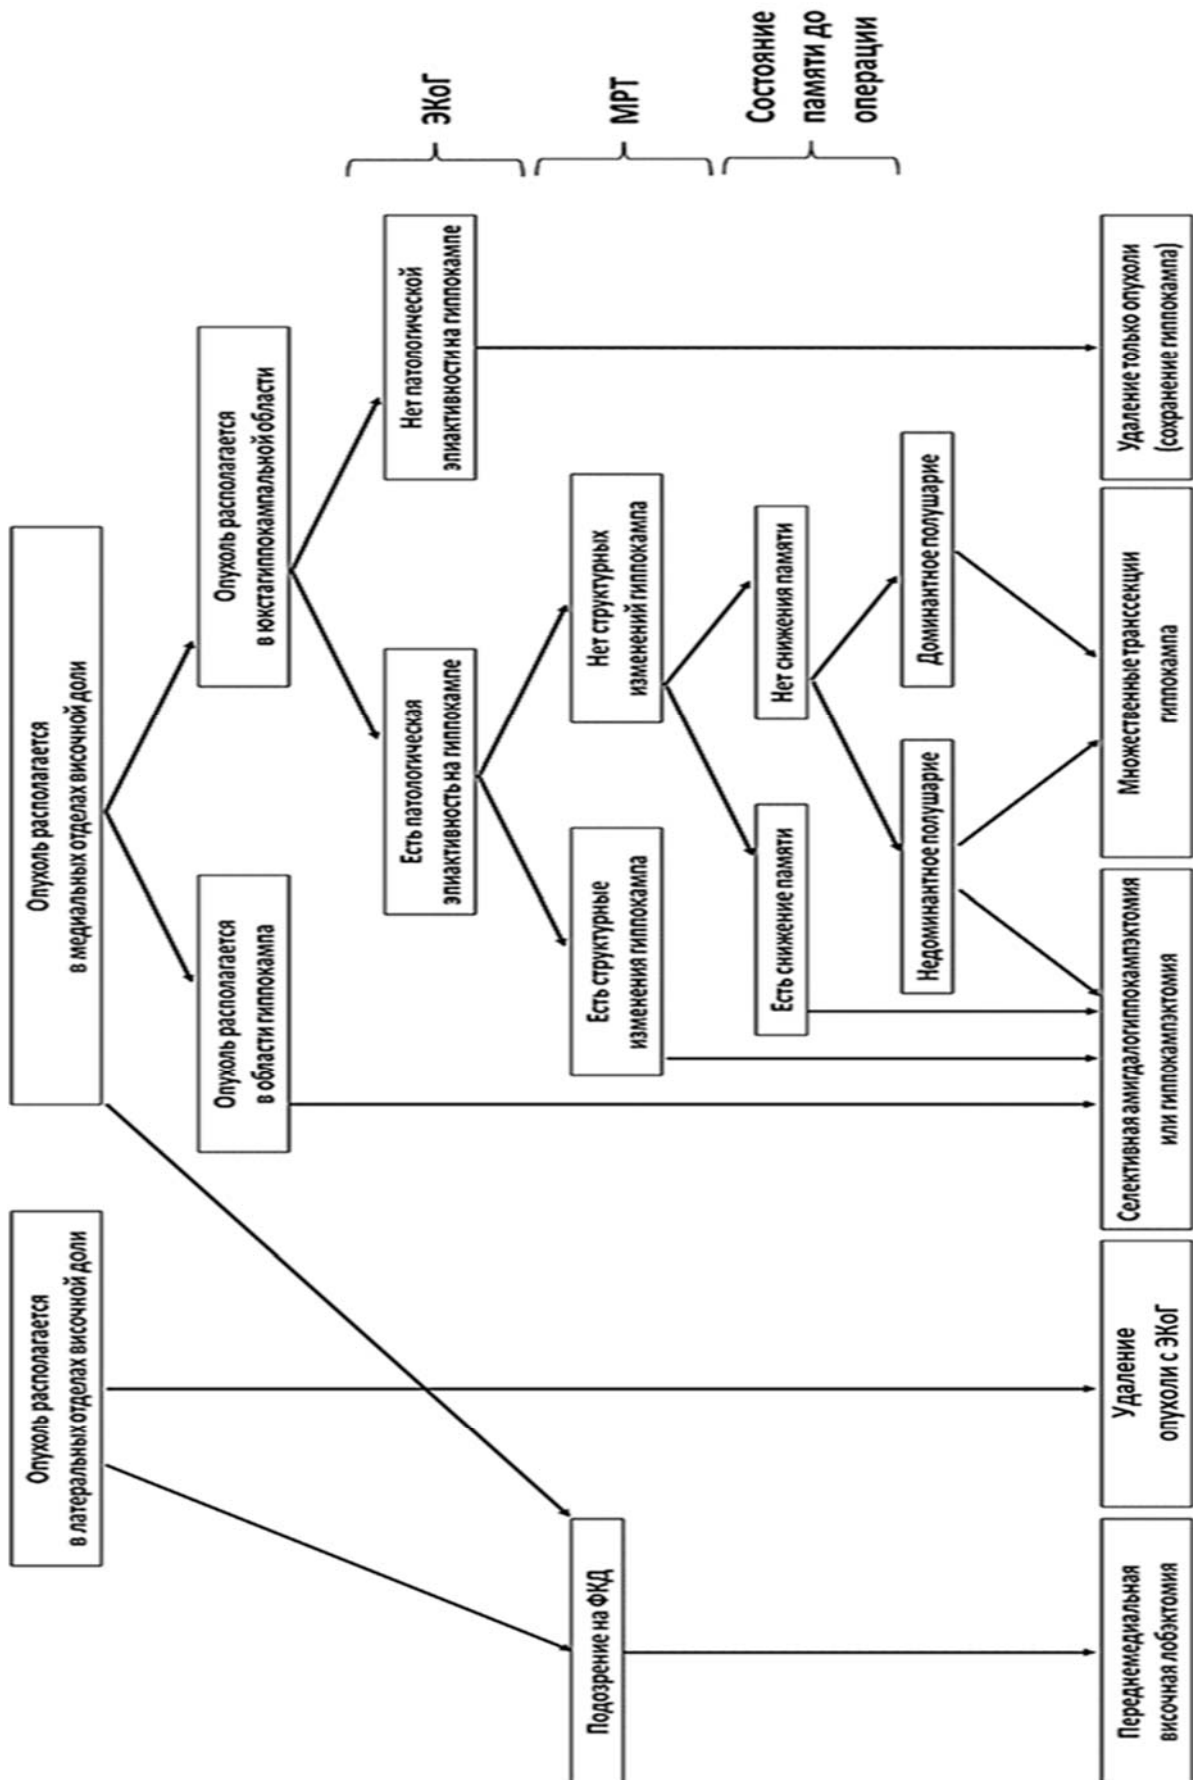 Опухоль располагается
в латеральных отделах височной доли
Опухоль располагается
в медиальных отделах височной доли
Опухоль располагается
в области гиппокампа
Опухоль располагается
в юкстагиппокампальной области
Есть патологическая
эпиактивность на гиппокампе
Нет патологической
эпиактивности на гиппокампе
ЭКоГ
Подозрение на ФКД
Есть структурные
изменения гиппокампа
Нет структурных
изменений гиппокампа
МРТ
Есть снижение памяти
Нет снижения памяти
Состояние
памяти до
операции
Недоминантное полушарие
Доминантное полушарие
Переднемедиальная
височная лобэктомия
Удаление
опухоли с ЭКоГ
Селективная амигдалогиппокампэктомия
или гиппокампэктомия
Множественные транссекции
гиппокампа
Удаление только опухоли
(сохранение гиппокампа)